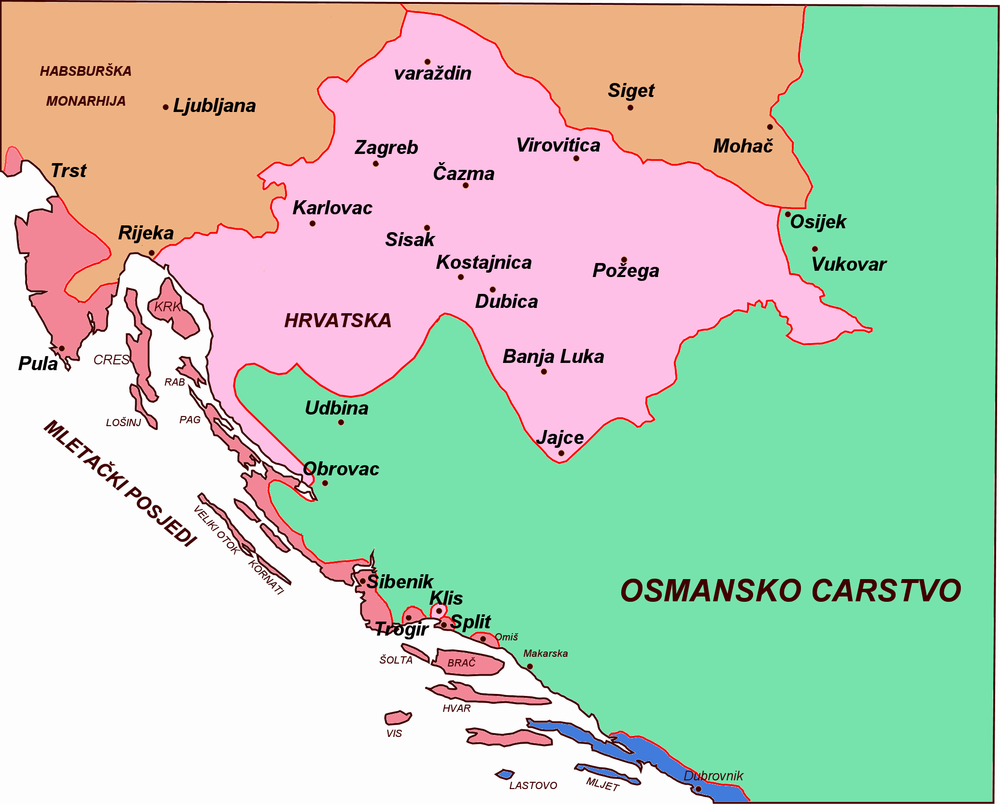 varaždin
HABSBURŠKA
MONARHIJA
Ljubljana
Siget
Zagreb
Virovitica
Mohač
Trst
Čazma
Karlovac
Osijek
Rijeka
Sisak
Kostajnica
Vukovar
Požega
Dubica
KRK
HRVATSKA
Banja Luka
Pula
CRES
RAB
Udbina
PAG
LOŠINJ
Jajce
Obrovac
MLETAČKI POSJEDI
VELIKI OTOK
KORNATI
Šibenik
OSMANSKO CARSTVO
Klis
Split
Trogir
Omiš
Makarska
ŠOLTA
BRAČ
HVAR
VIS
Dubrovnik
LASTOVO
MLJET